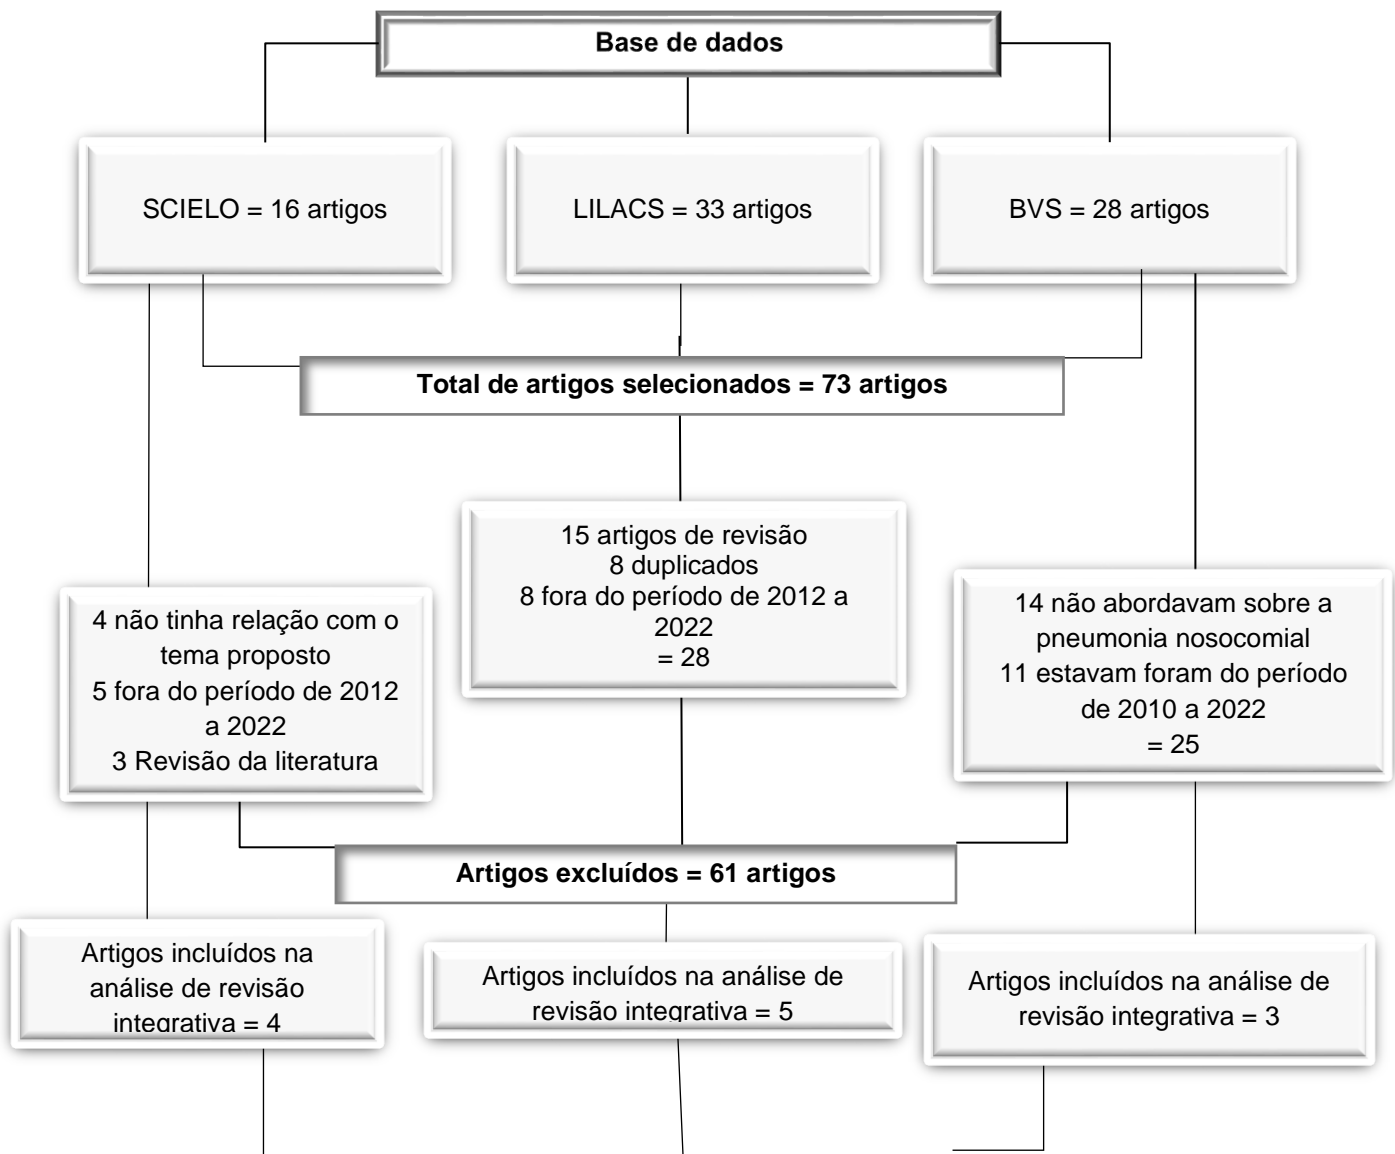 Base de dados
SCIELO = 16 artigos
LILACS = 33 artigos
BVS = 28 artigos
Total de artigos selecionados = 73 artigos
4 não tinha relação com o
tema proposto
5 fora do período de 2012
a 2022
3 Revisão da literatura
15 artigos de revisão
8 duplicados
8 fora do período de 2012 a
2022
= 28
14 não abordavam sobre a
pneumonia nosocomial
11 estavam foram do período
de 2010 a 2022
= 25
Artigos excluídos = 61 artigos
Artigos incluídos na
análise de revisão
integrativa = 4
Artigos incluídos na análise de
revisão integrativa = 5
Artigos incluídos na análise de
revisão integrativa = 3